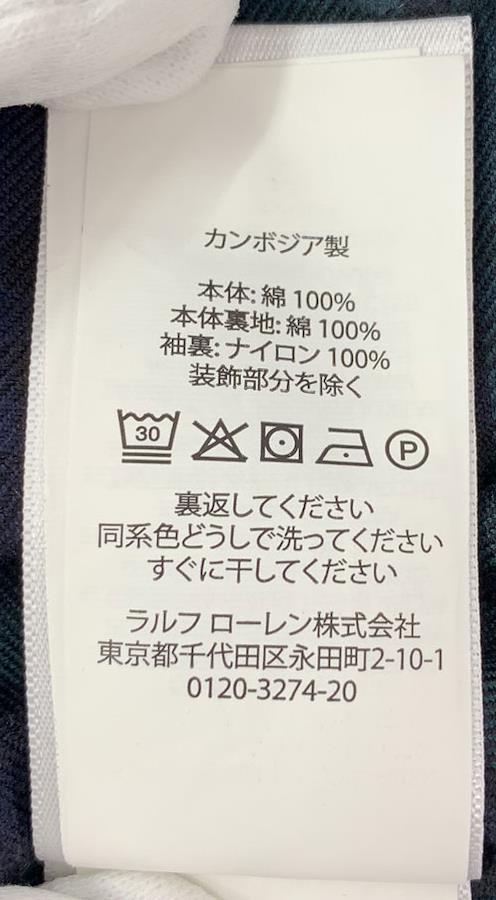 カンボジア製
本体: 綿 100%
本体裏地: 綿 100%
袖裏: ナイロン 100%
装飾部分を除く
30
P
裏返してください
同系色どうしで洗ってください
すぐに干してください
ラルフ ローレン株式会社
東京都千代田区永田町2-10-1
0120-3274-20